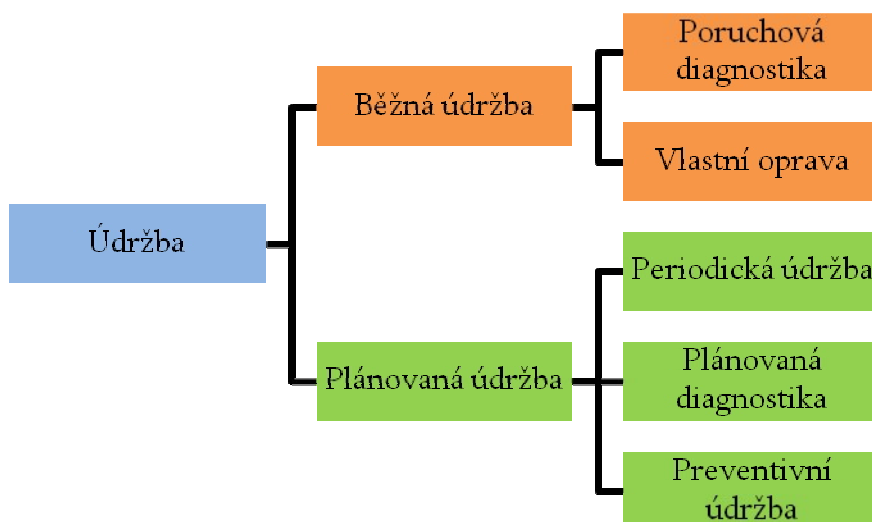 Údržba
Běžná údržba
Poruchová
diagnostika
Vlastní oprava
Plánovaná údržba
Periodická údržba
Plánovaná
diagnostika
Preventivní
údržba